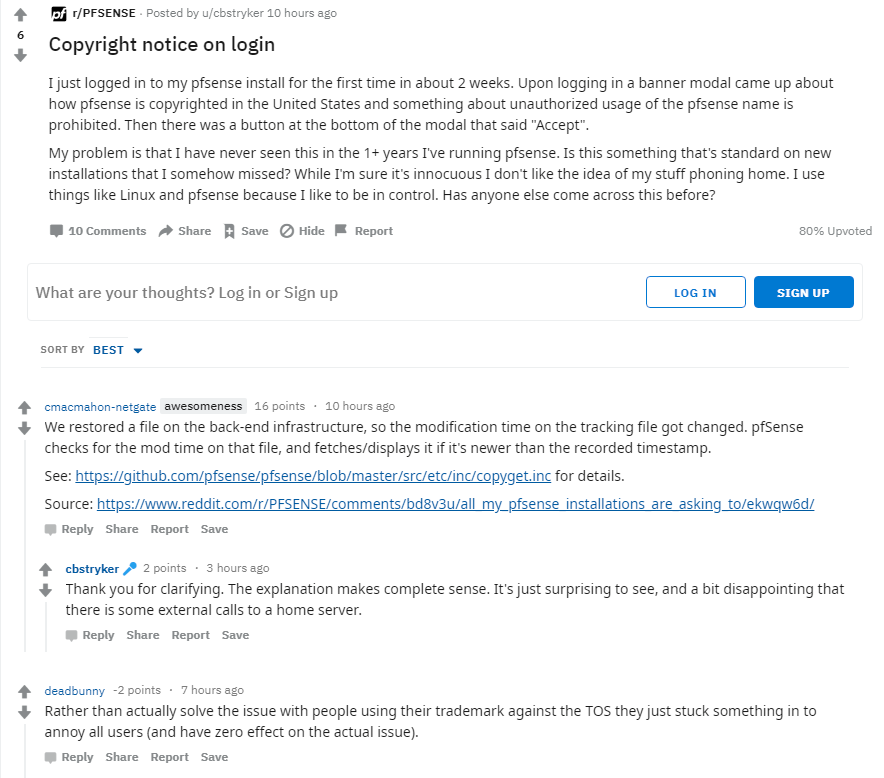 r/PFSENSE · Posted by u/cbstryker 10 hours ago
6
Copyright notice on login
I just logged in to my pfsense install for the first time in about 2 weeks. Upon logging in a banner modal came up about
how pfsense is copyrighted in the United States and something about unauthorized usage of the pfsense name is
prohibited. Then there was a button at the bottom of the modal that said "Accept".
My problem is that I have never seen this in the 1+ years I've running pfsense. Is this something that's standard on new
installations that I somehow missed? While I'm sure it's innocuous I don't like the idea of my stuff phoning home. I use
things like Linux and pfsense because I like to be in control. Has anyone else come across this before?
10 Comments Share Save Hide Report 80% Upvoted
What are your thoughts? Log in or Sign up LOG IN SIGN UP
SORT BY BEST
cmacmahon-netgate awesomeness 16 points · 10 hours ago
We restored a file on the back-end infrastructure, so the modification time on the tracking file got changed. pfSense
checks for the mod time on that file, and fetches/displays it if it's newer than the recorded timestamp.
See: https://github.com/pfsense/pfsense/blob/master/src/etc/inc/copyget.inc for details.
Source: https://www.reddit.com/r/PFSENSE/comments/bd8v3u/all_my_pfsense_installations_are_asking_to/ekwqw6d/
Reply Share Report Save
cbstryker 2 points · 3 hours ago
Thank you for clarifying. The explanation makes complete sense. It's just surprising to see, and a bit disappointing that
there is some external calls to a home server.
Reply Share Report Save
deadbunny -2 points · 7 hours ago
Rather than actually solve the issue with people using their trademark against the TOS they just stuck something in to
annoy all users (and have zero effect on the actual issue).
Reply Share Report Save